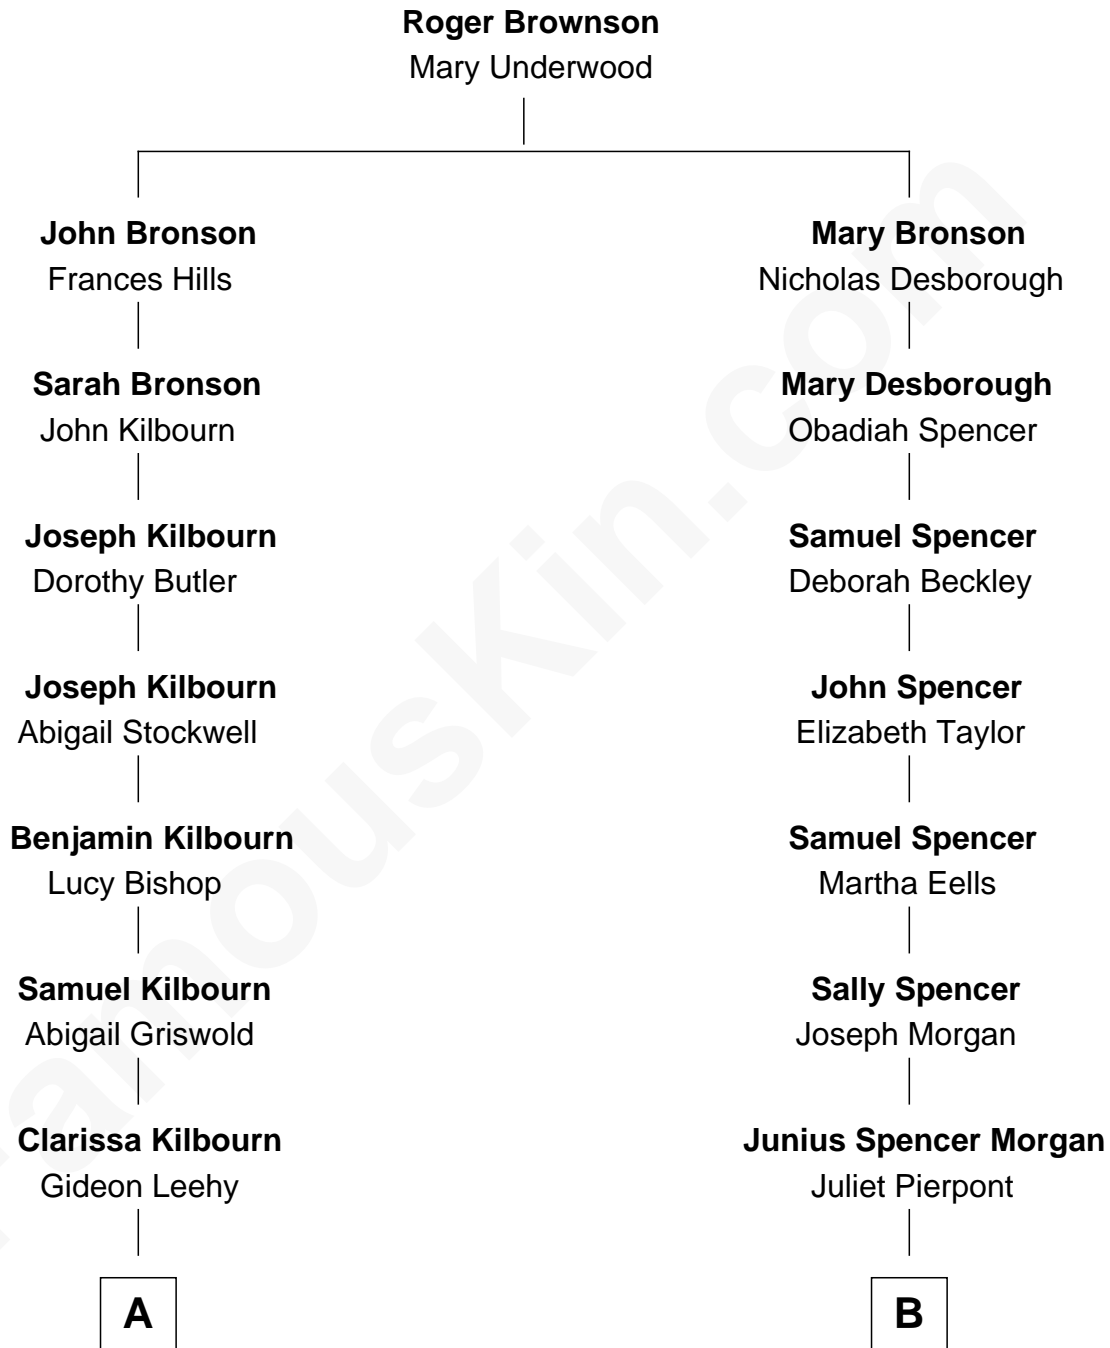 Roger Brownson
Mary Underwood
John Bronson
Frances Hills
Mary Bronson
Nicholas Desborough
Sarah Bronson
John Kilbourn
Mary Desborough
Obadiah Spencer
Joseph Kilbourn
Dorothy Butler
Samuel Spencer
Deborah Beckley
Joseph Kilbourn
Abigail Stockwell
John Spencer
Elizabeth Taylor
Benjamin Kilbourn
Lucy Bishop
Samuel Spencer
Martha Eells
Samuel Kilbourn
Abigail Griswold
Sally Spencer
Joseph Morgan
Clarissa Kilbourn
Gideon Leehy
Junius Spencer Morgan
Juliet Pierpont
A
B
FamousKin.com